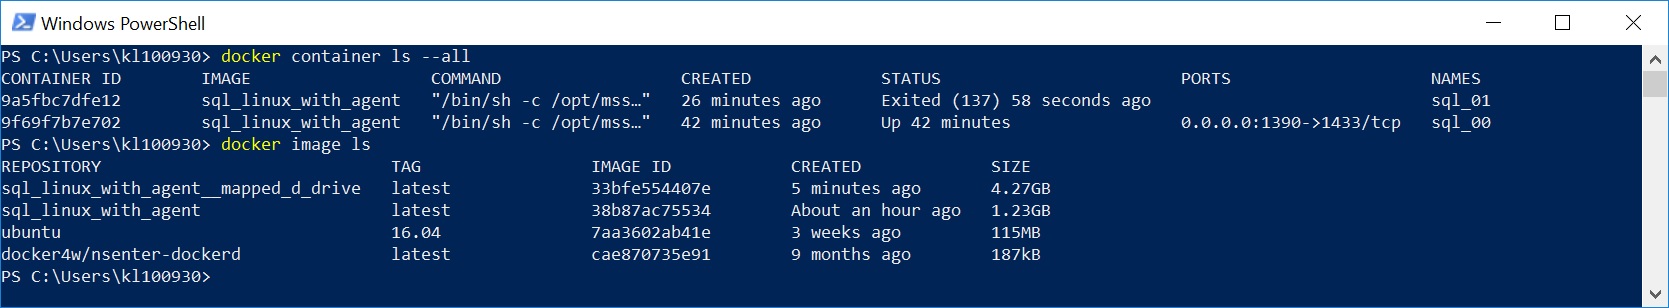 Windows PowerShell
PS C:\Users\kl100930> docker container ls --all
CONTAINER ID        IMAGE                  COMMAND                  CREATED             STATUS                        PORTS                    NAMES
9a5fbc7dfe12        sql_linux_with_agent   "/bin/sh -c /opt/mss…"   26 minutes ago      Exited (137) 58 seconds ago                            sql_01
9f69f7b7e702        sql_linux_with_agent   "/bin/sh -c /opt/mss…"   42 minutes ago      Up 42 minutes                 0.0.0.0:1390->1433/tcp   sql_00
PS C:\Users\kl100930> docker image ls
REPOSITORY                             TAG                 IMAGE ID            CREATED             SIZE
sql_linux_with_agent__mapped_d_drive   latest              33bfe554407e        5 minutes ago       4.27GB
sql_linux_with_agent                   latest              38b87ac75534        About an hour ago   1.23GB
ubuntu                                 16.04               7aa3602ab41e        3 weeks ago         115MB
docker4w/nsenter-dockerd               latest              cae870735e91        9 months ago        187kB
PS C:\Users\kl100930>